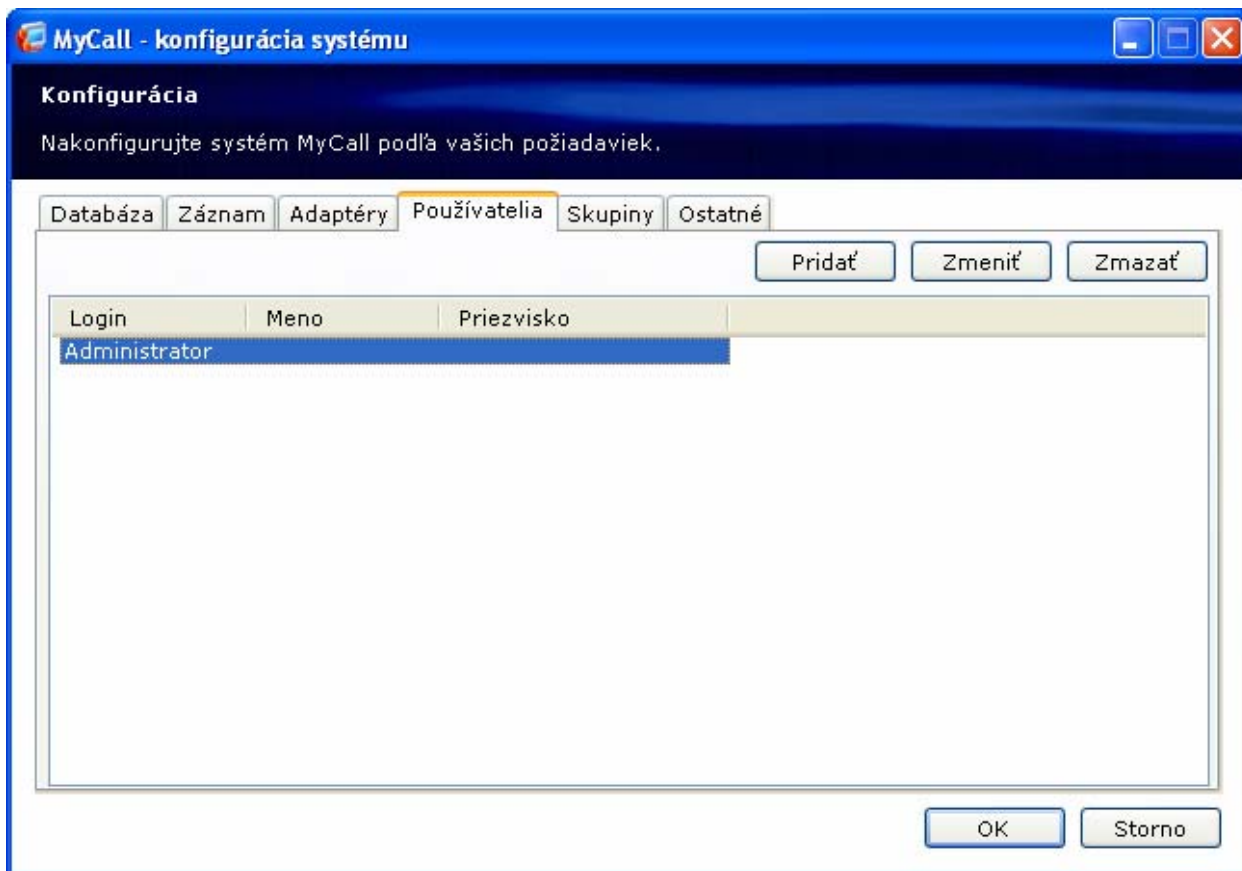 MyCall - konfigurácia systému
Konfigurácia
Nakonfigurujte systém MyCall podľa vašich požiadaviek.
Databáza Záznam Adaptéry Používatelia Skupiny Ostatné
Pridať Zmeniť Zmazať
Login Meno Priezvisko
Administrator
OK Storno